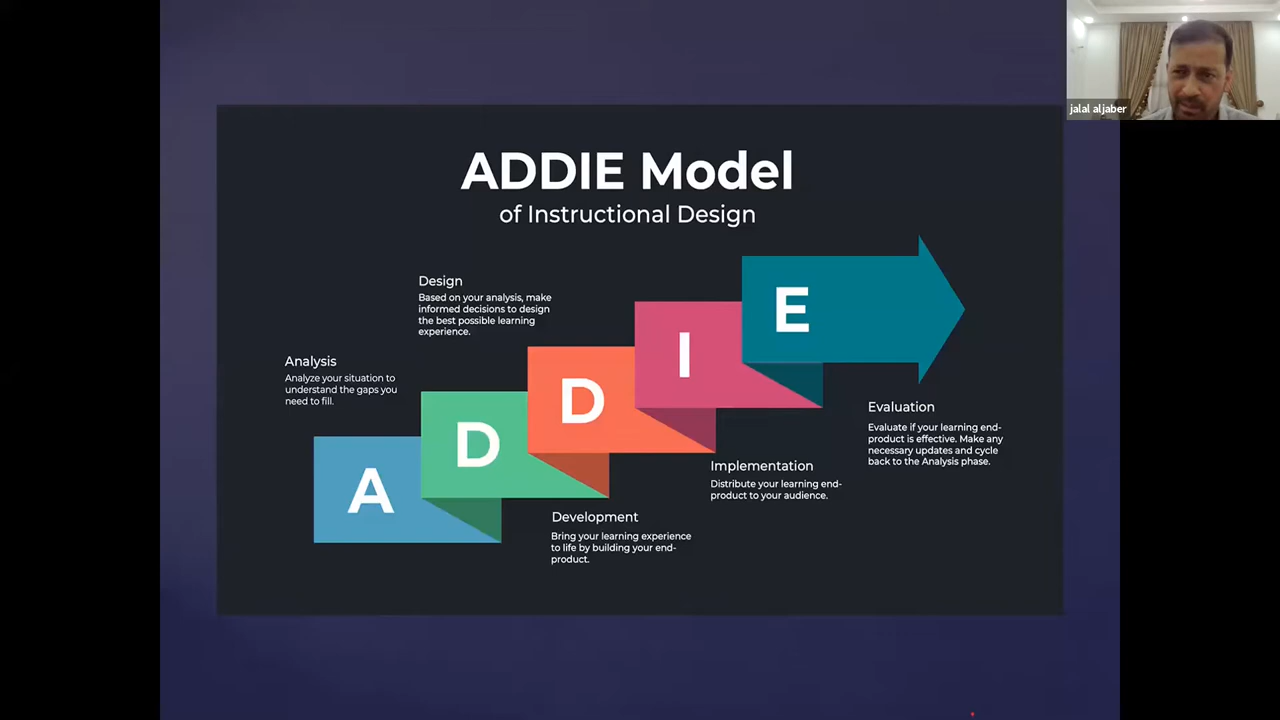 jalal aljaber
ADDIE Model
of Instructional Design
Design
Based on your analysis, make
informed decisions to design
the best possible learning
experience.
Analysis
Analyze your situation to
understand the gaps you
need to fill.
A
D
D
I
E
Evaluation
Evaluate if your learning end-
product is effective. Make any
necessary updates and cycle
back to the Analysis phase.
Implementation
Distribute your learning end-
product to your audience.
Development
Bring your learning experience
to life by building your end-
product.